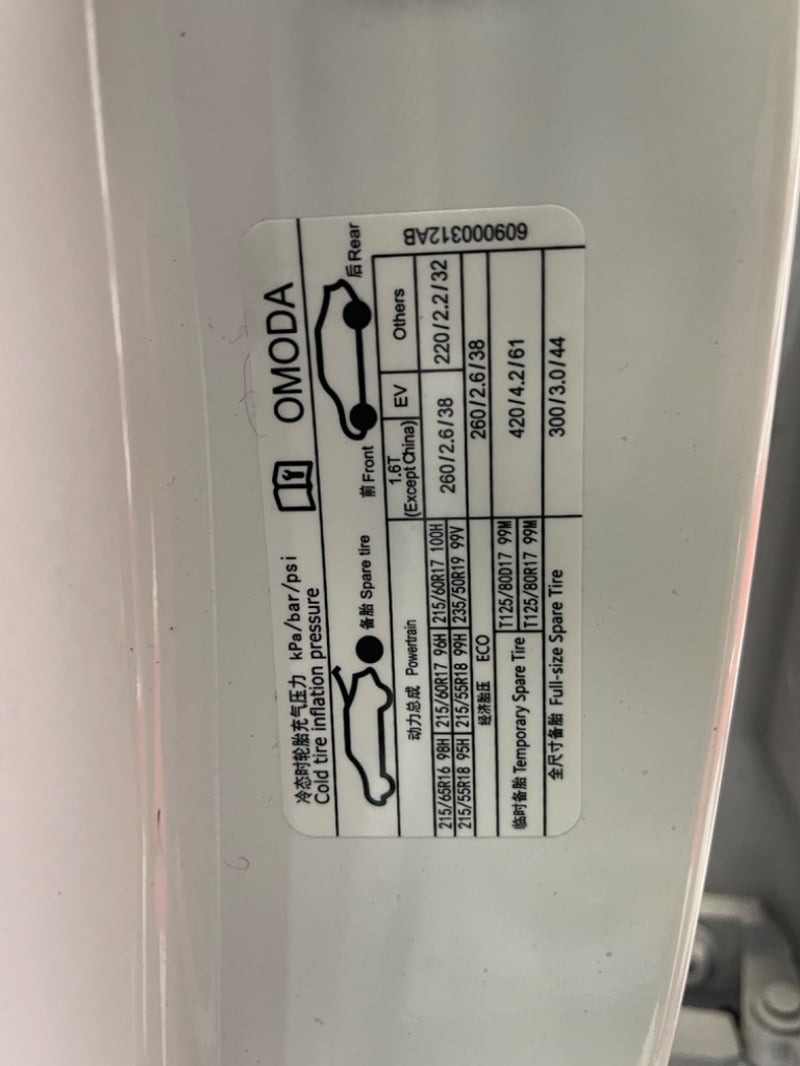 冷态时轮胎充气压力 kPa/bar/psi
Cold tire inflation pressure
OMODA
备胎 Spare tire
前 Front
后 Rear
动力总成 Powertrain
1.6T
(Except China)
EV
Others
215/65R16 98H 215/60R17 96H 215/60R17 100H
215/55R18 95H 215/55R18 99H 235/50R19 99V
260/2.6/38
220/2.2/32
经济胎压 ECO
260/2.6/38
临时备胎 Temporary Spare Tire
T125/80D17 99M
T125/80R17 99M
420/4.2/61
全尺寸备胎 Full-size Spare Tire
300/3.0/44
609000312AB